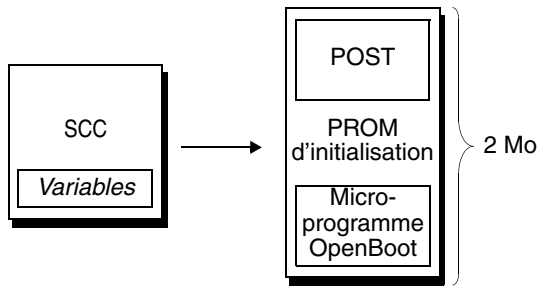 SCC
Variables
POST
PROM
d'initialisation
Micro-
programme
OpenBoot
2 Mo